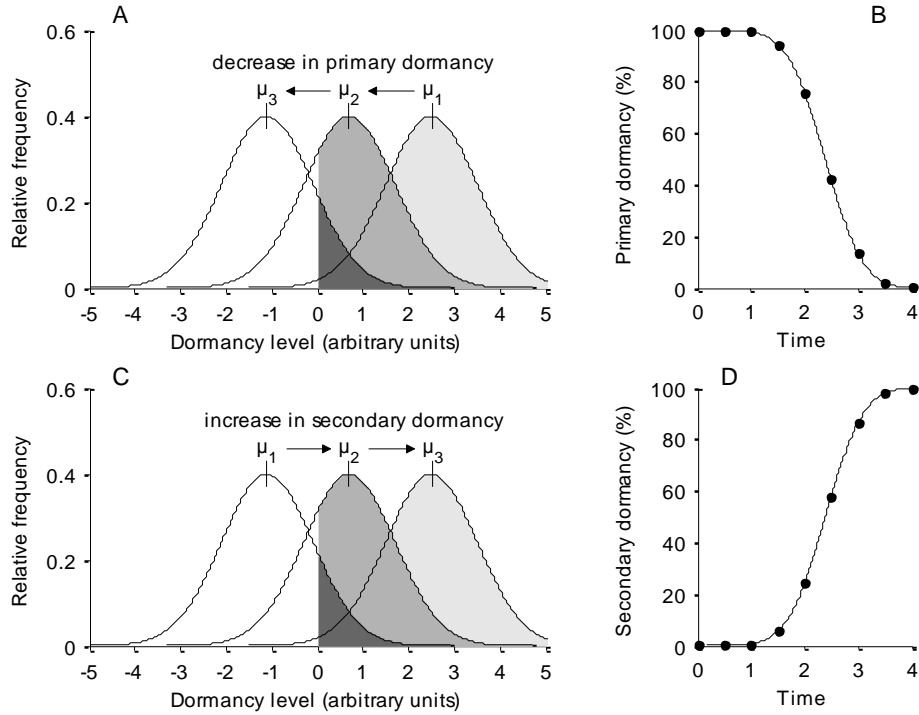 A
0.6
0.4
0.2
0
Relative frequency
decrease in primary dormancy
µ3 µ2 µ1
-5 -4 -3 -2 -1 0 1 2 3 4 5
Dormancy level (arbitrary units)
B
100
80
60
40
20
0
Primary dormancy (%)
0 1 2 3 4
Time
C
0.6
0.4
0.2
0
Relative frequency
increase in secondary dormancy
µ1 µ2 µ3
-5 -4 -3 -2 -1 0 1 2 3 4 5
Dormancy level (arbitrary units)
D
100
80
60
40
20
0
Secondary dormancy (%)
0 1 2 3 4
Time